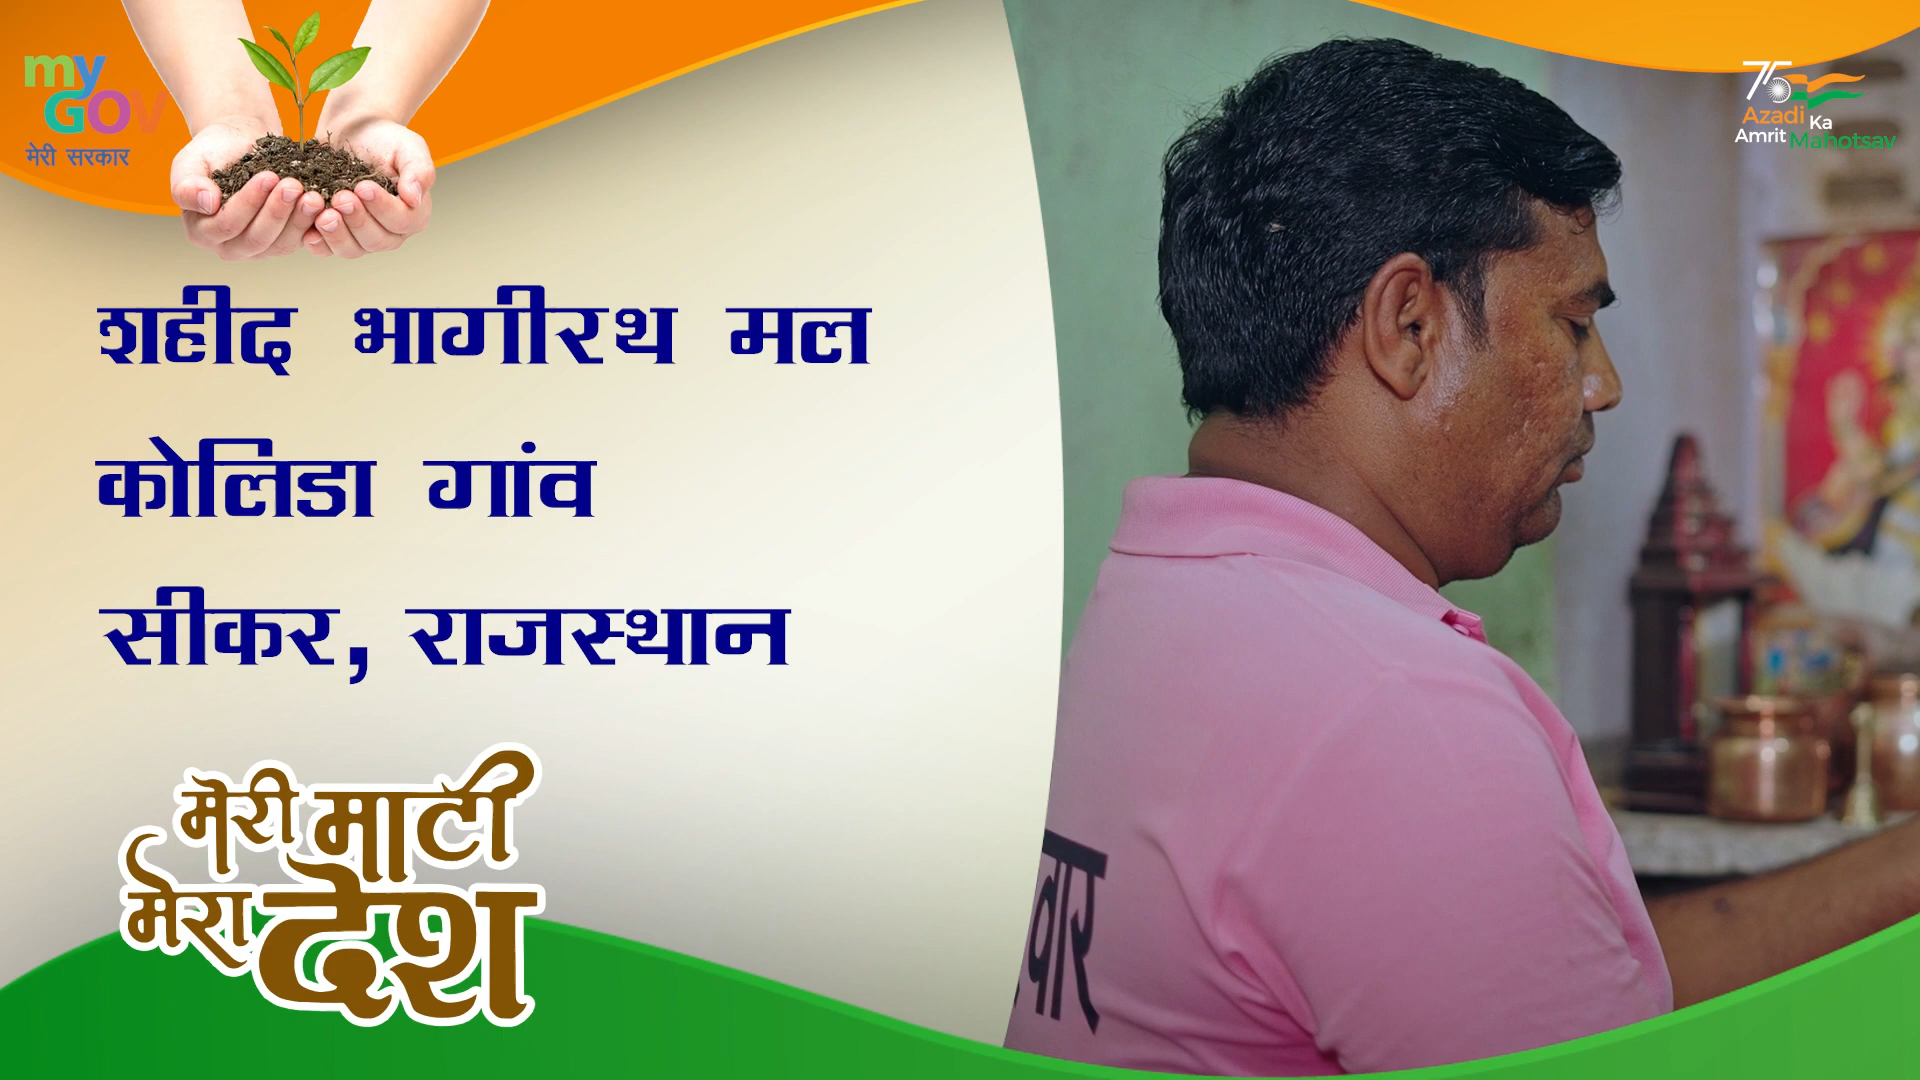 my
GOV
मेरी सरकार
75
Azadi Ka
Amrit Mahotsav
शहीद भागीरथ मल
कोलिडा गांव
सीकर, राजस्थान
मेरी माटी
मेरा देश